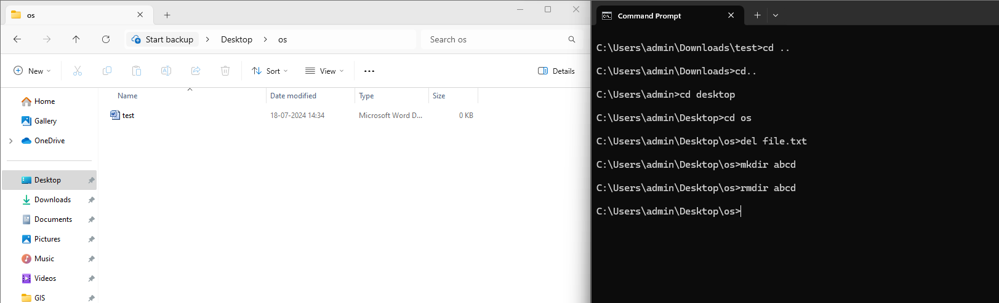 os
Start backup > Desktop > os
Search os
New
Sort
View
Details
Name
Date modified
Type
Size
test
18-07-2024 14:34
Microsoft Word D...
0 KB
Home
Gallery
OneDrive
Desktop
Downloads
Documents
Pictures
Music
Videos
GIS
Command Prompt
C:\Users\admin\Downloads\test>cd ..
C:\Users\admin\Downloads>cd..
C:\Users\admin>cd desktop
C:\Users\admin\Desktop>cd os
C:\Users\admin\Desktop\os>del file.txt
C:\Users\admin\Desktop\os>mkdir abcd
C:\Users\admin\Desktop\os>rmdir abcd
C:\Users\admin\Desktop\os>